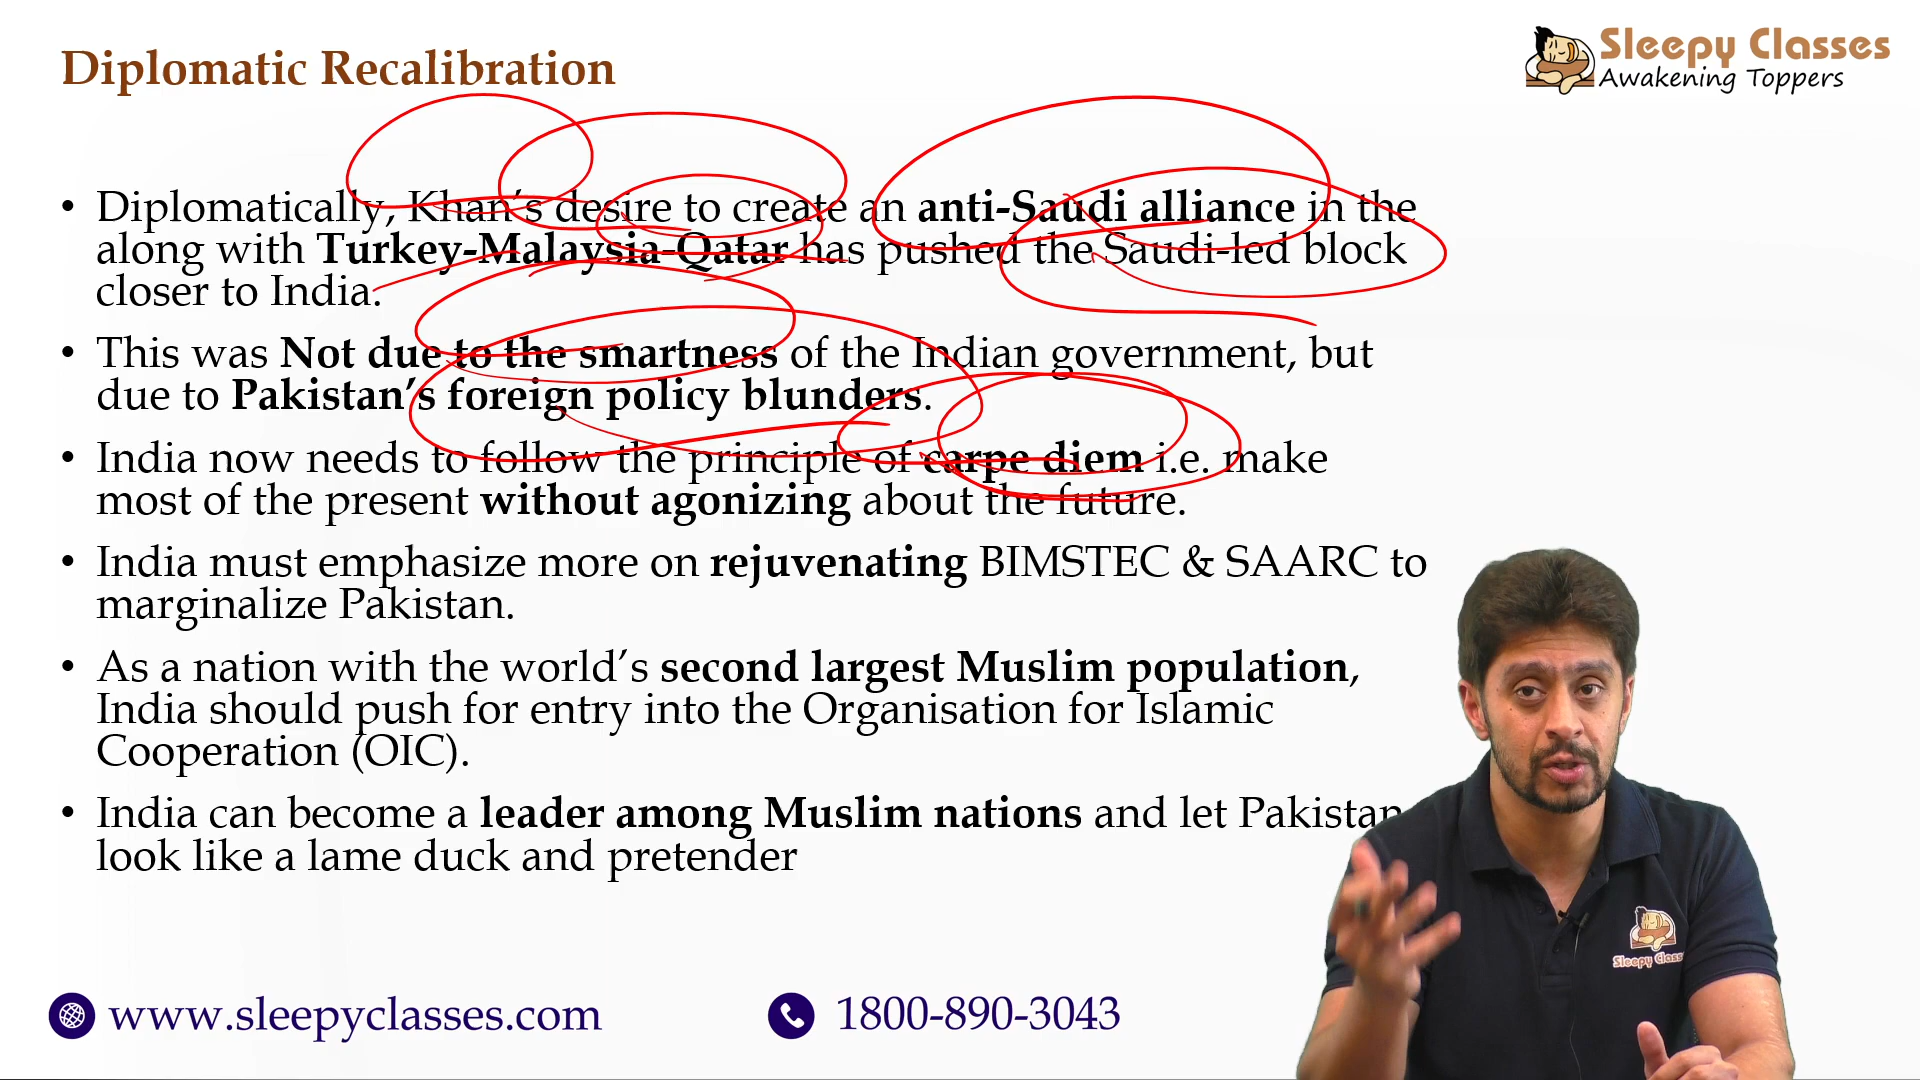 Diplomatic Recalibration
Sleepy Classes
Awakening Toppers
• Diplomatically, Khan’s desire to create an anti-Saudi alliance in the
along with Turkey-Malaysia-Qatar has pushed the Saudi-led block
closer to India.
• This was Not due to the smartness of the Indian government, but
due to Pakistan’s foreign policy blunders.
• India now needs to follow the principle of carpe diem i.e. make
most of the present without agonizing about the future.
• India must emphasize more on rejuvenating BIMSTEC & SAARC to
marginalize Pakistan.
• As a nation with the world’s second largest Muslim population,
India should push for entry into the Organisation for Islamic
Cooperation (OIC).
• India can become a leader among Muslim nations and let Pakistan
look like a lame duck and pretender
Sleepy Class
www.sleepyclasses.com
1800-890-3043